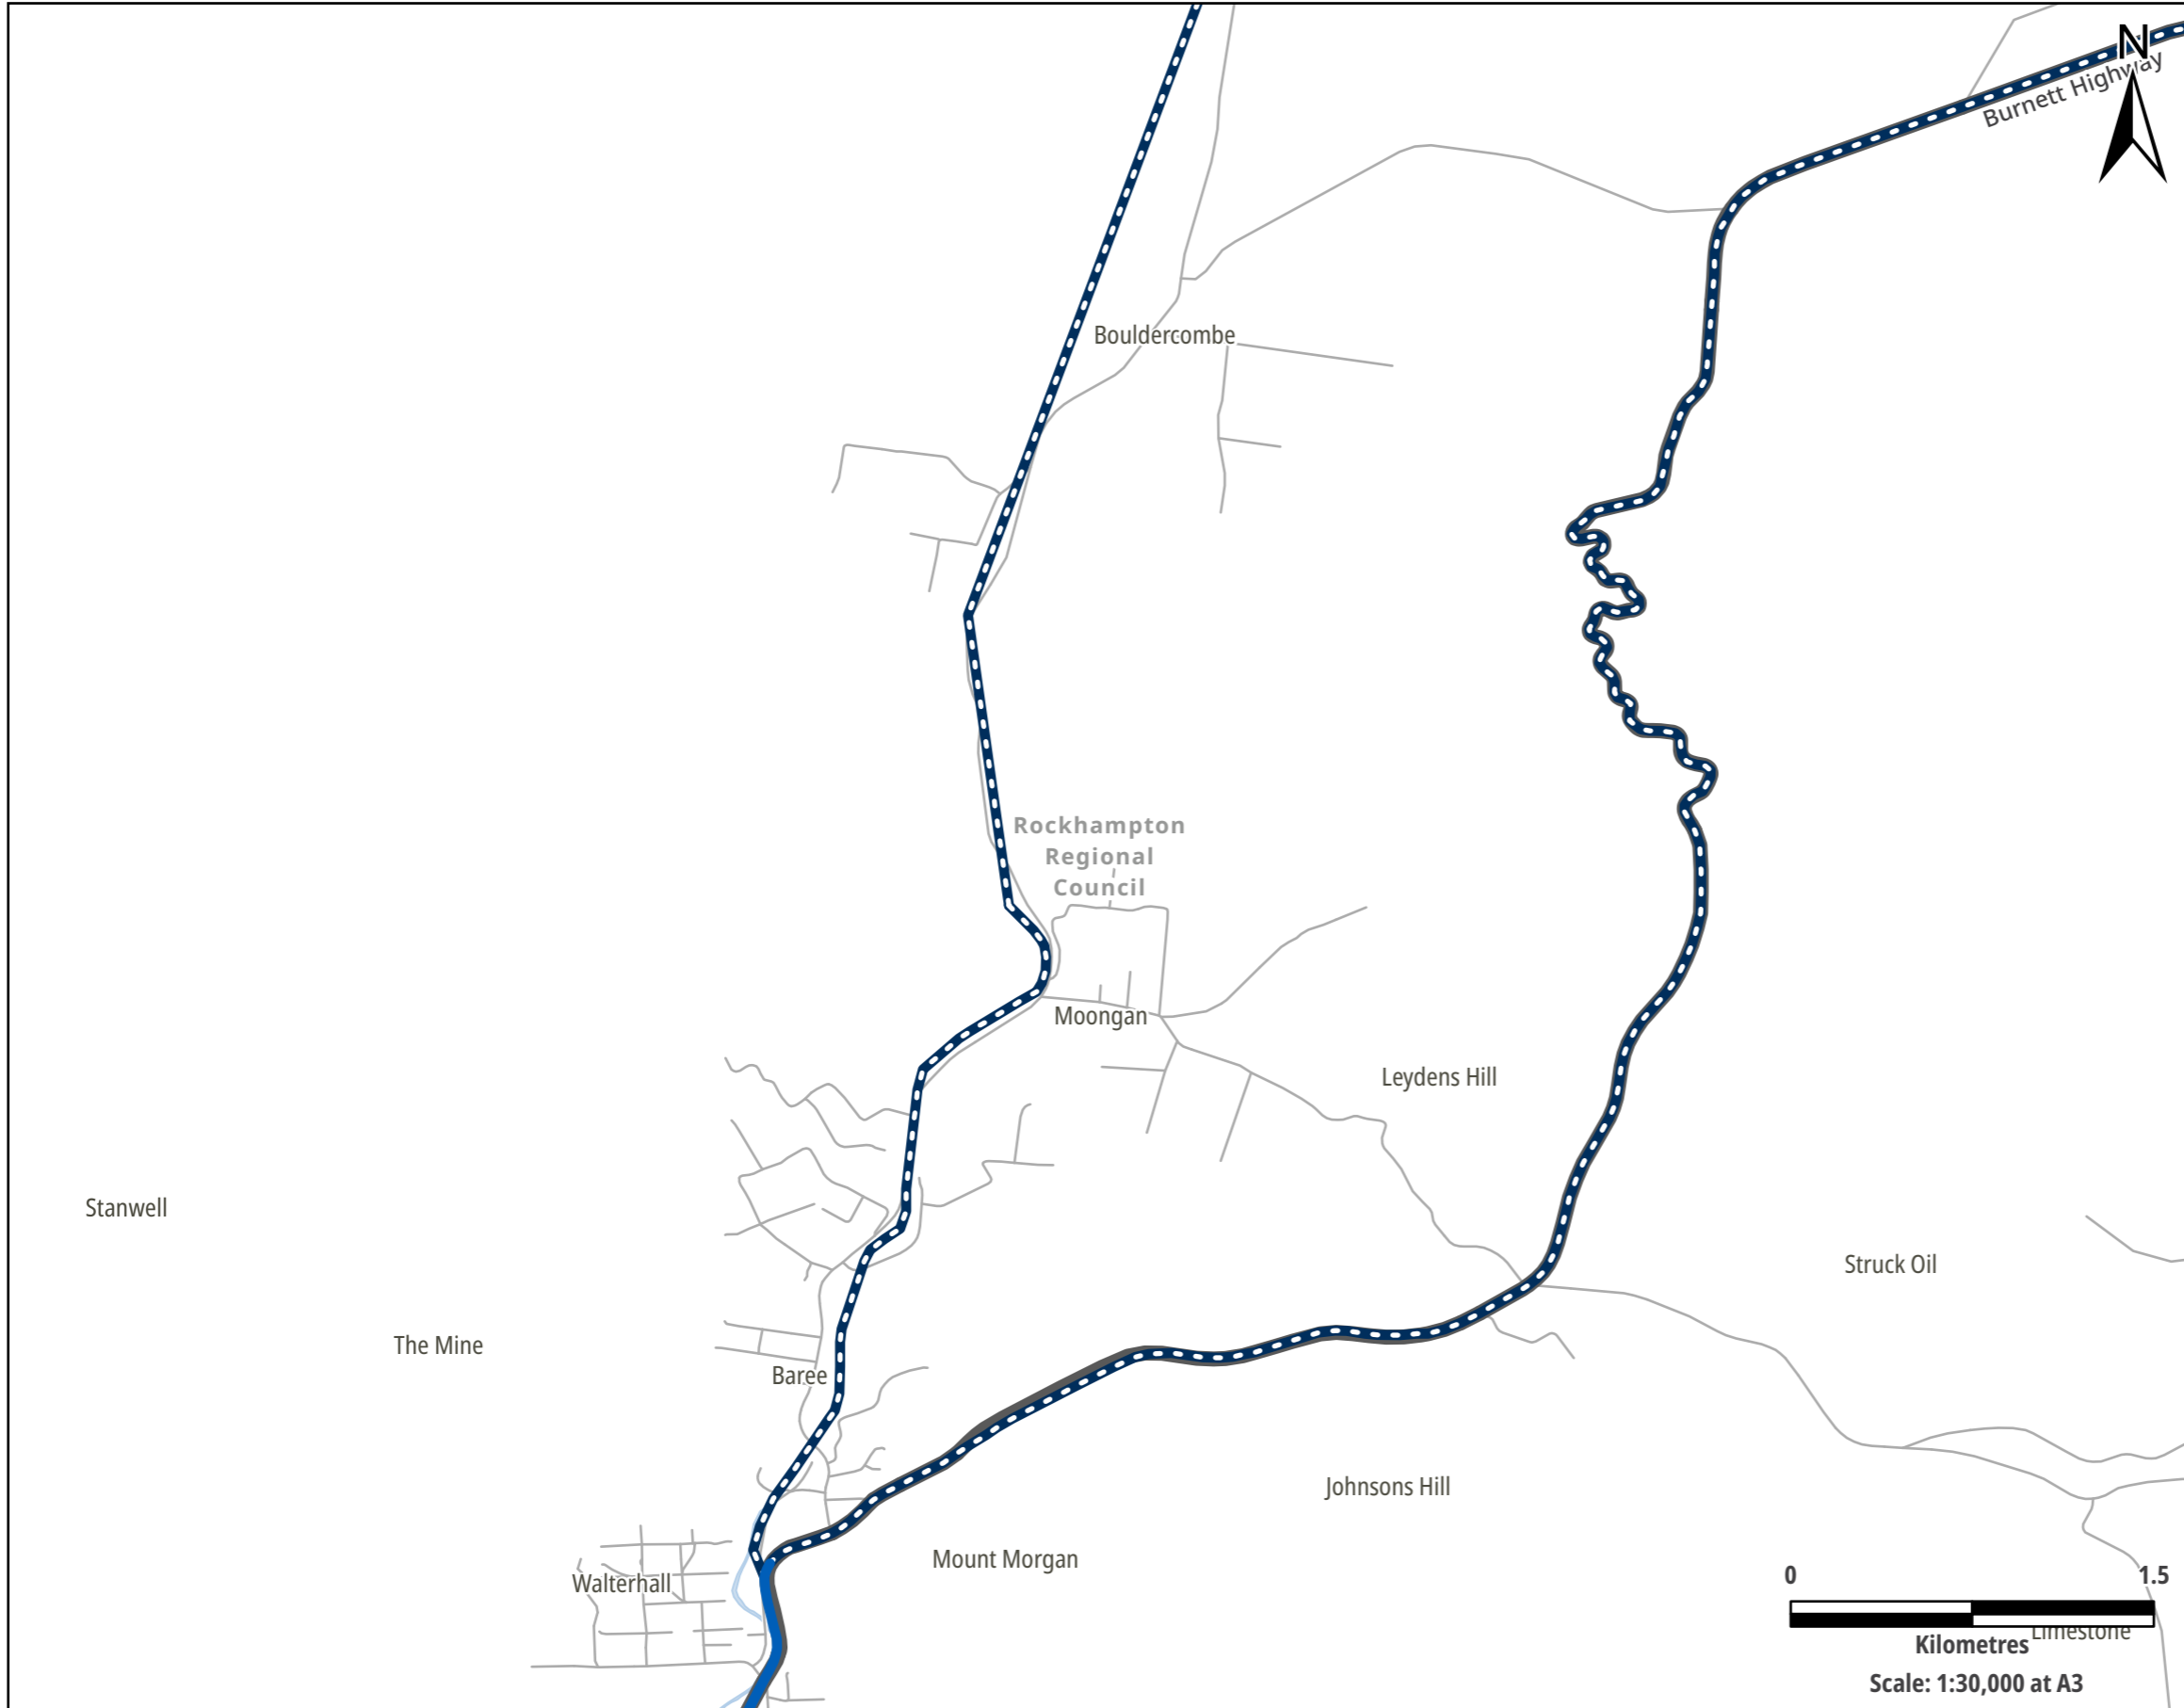 N
Burnett Highway
Bouldercombe
Rockhampton
Regional
Council
Moongan
Leydens Hill
Stanwell
Struck Oil
The Mine
Baree
Johnsons Hill
Mount Morgan
Walterhall
0 1.5
Limestone
Kilometres
Scale: 1:30,000 at A3